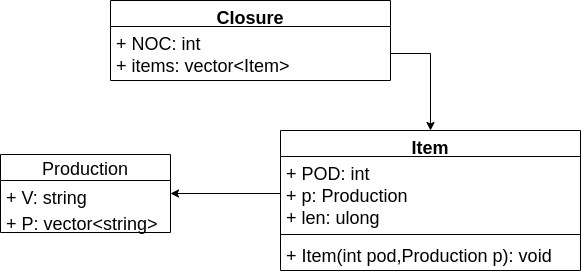 Closure
+ NOC: int
+ items: vector<Item>
Item
+ POD: int
+ p: Production
+ len: ulong
+ Item(int pod,Production p): void
Production
+ V: string
+ P: vector<string>